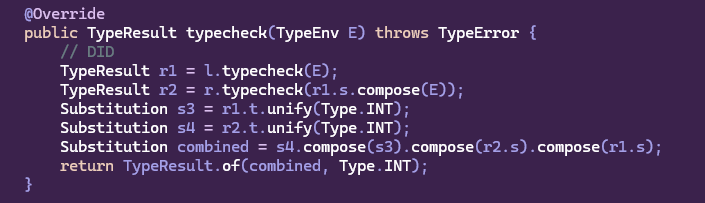 @Override
public TypeResult typecheck(TypeEnv E) throws TypeError {
    // DID
    TypeResult r1 = l.typecheck(E);
    TypeResult r2 = r.typecheck(r1.s.compose(E));
    Substitution s3 = r1.t.unify(Type.INT);
    Substitution s4 = r2.t.unify(Type.INT);
    Substitution combined = s4.compose(s3).compose(r2.s).compose(r1.s);
    return TypeResult.of(combined, Type.INT);
}